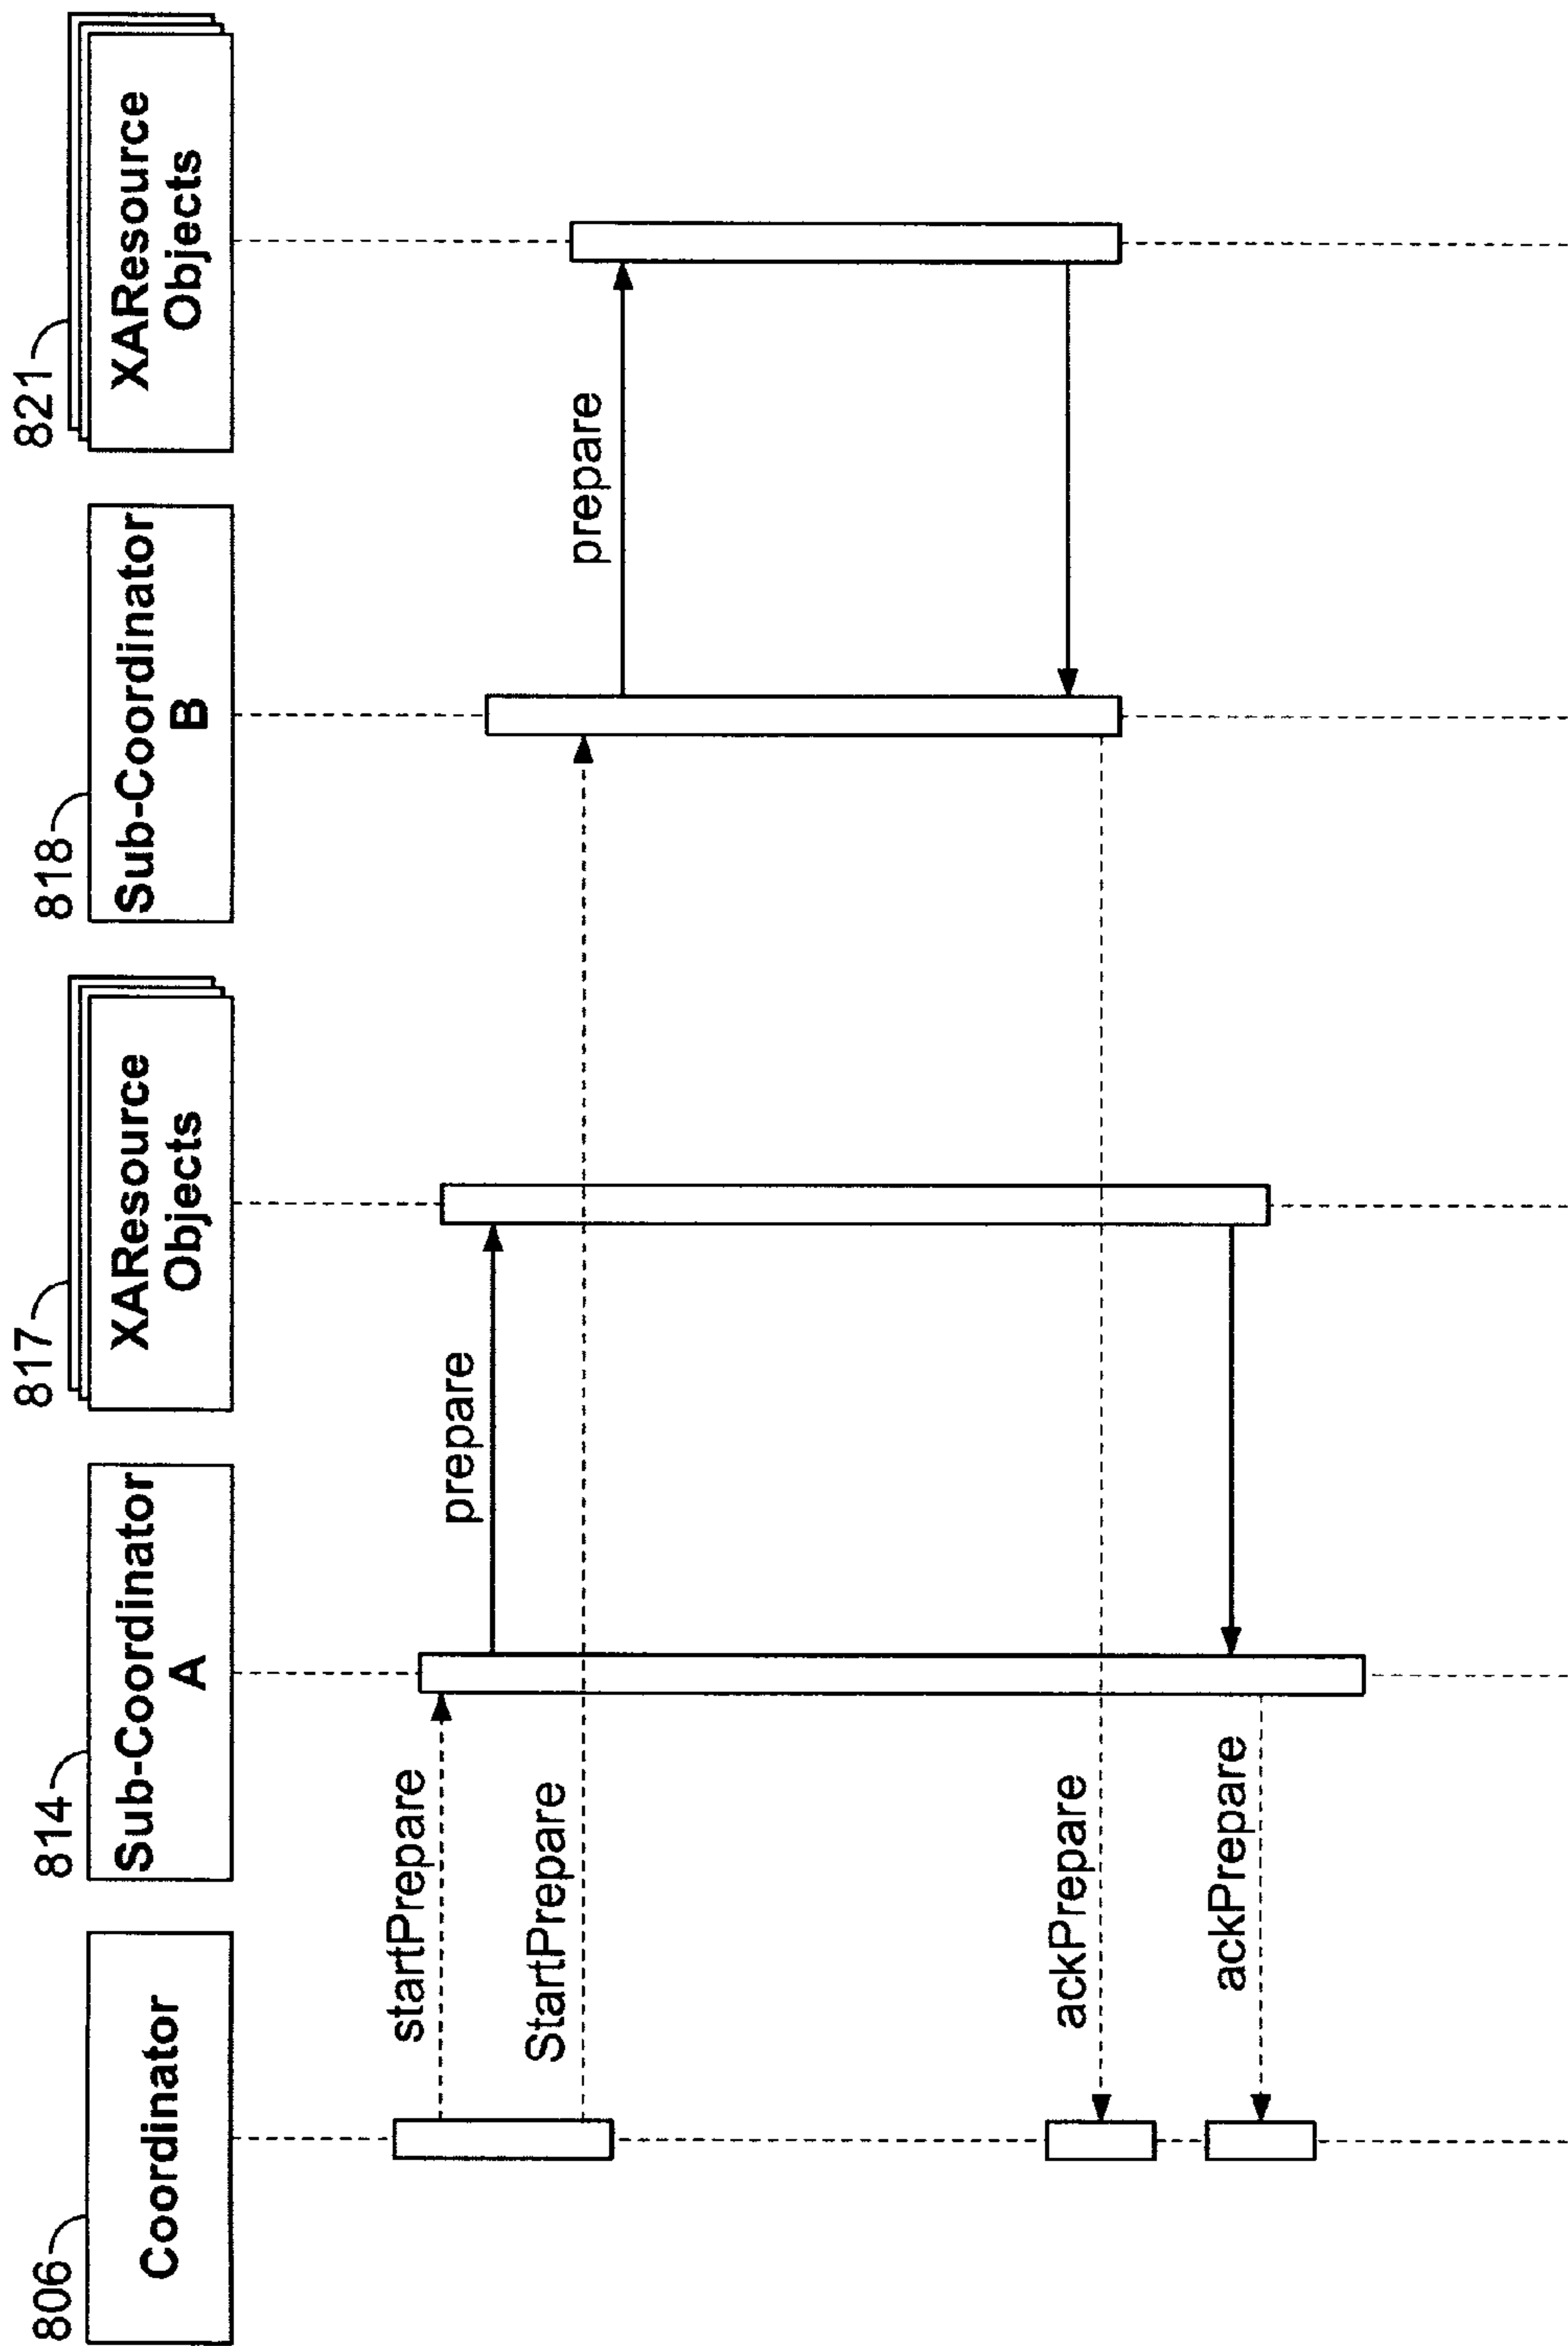 806
Coordinator
814
Sub-Coordinator
A
817
XAResource
Objects
818
Sub-Coordinator
B
821
XAResource
Objects
startPrepare
prepare
StartPrepare
prepare
ackPrepare
ackPrepare